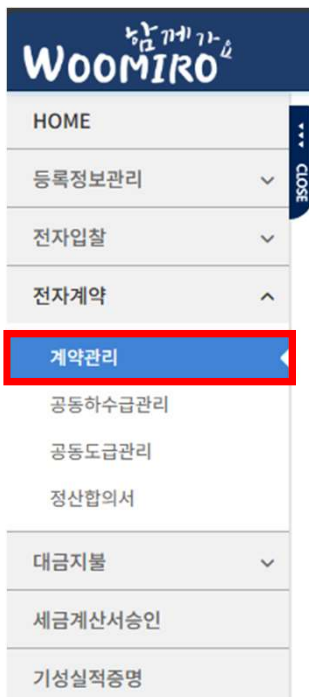 함께가요
WOOMIRO
HOME
CLOSE
등록정보관리
전자입찰
전자계약
계약관리
공동하수급관리
공동도급관리
정산합의서
대금지불
세금계산서승인
기성실적증명